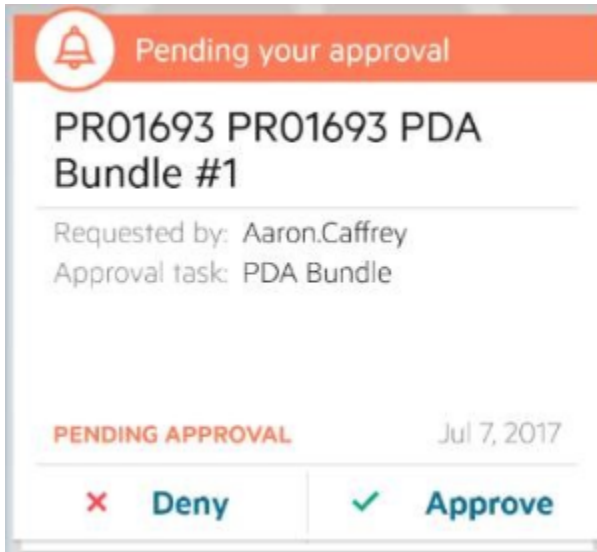 Pending your approval
PR01693 PR01693 PDA
Bundle #1
Requested by: Aaron.Caffrey
Approval task: PDA Bundle
PENDING APPROVAL Jul 7, 2017
Deny Approve